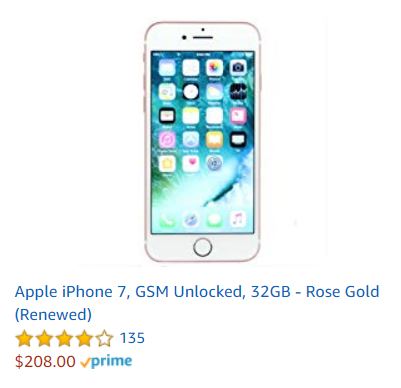 Apple iPhone 7, GSM Unlocked, 32GB - Rose Gold
(Renewed)
135
$208.00 prime